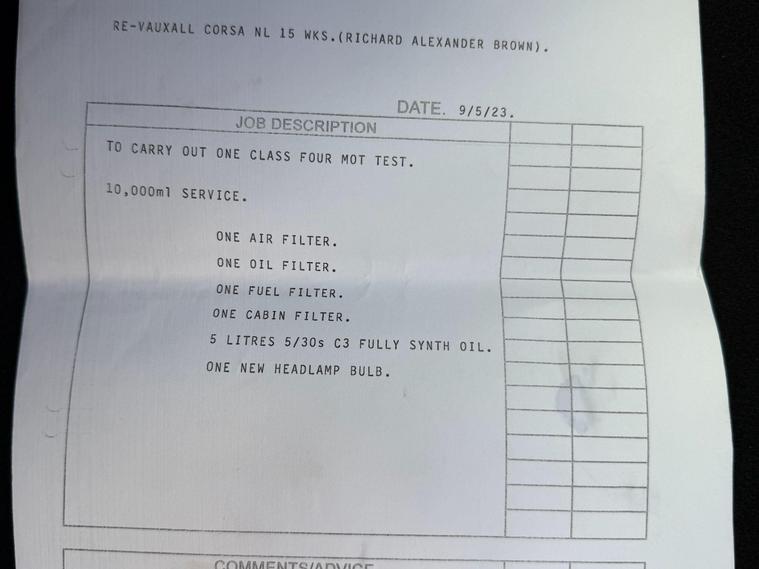 RE-VAUXALL CORSA NL 15 WKS.(RICHARD ALEXANDER BROWN).
DATE. 9/5/23.
JOB DESCRIPTION
TO CARRY OUT ONE CLASS FOUR MOT TEST.
10,000ml SERVICE.
ONE AIR FILTER.
ONE OIL FILTER.
ONE FUEL FILTER.
ONE CABIN FILTER.
5 LITRES 5/30s C3 FULLY SYNTH OIL.
ONE NEW HEADLAMP BULB.
COMMENTS/ADVICE